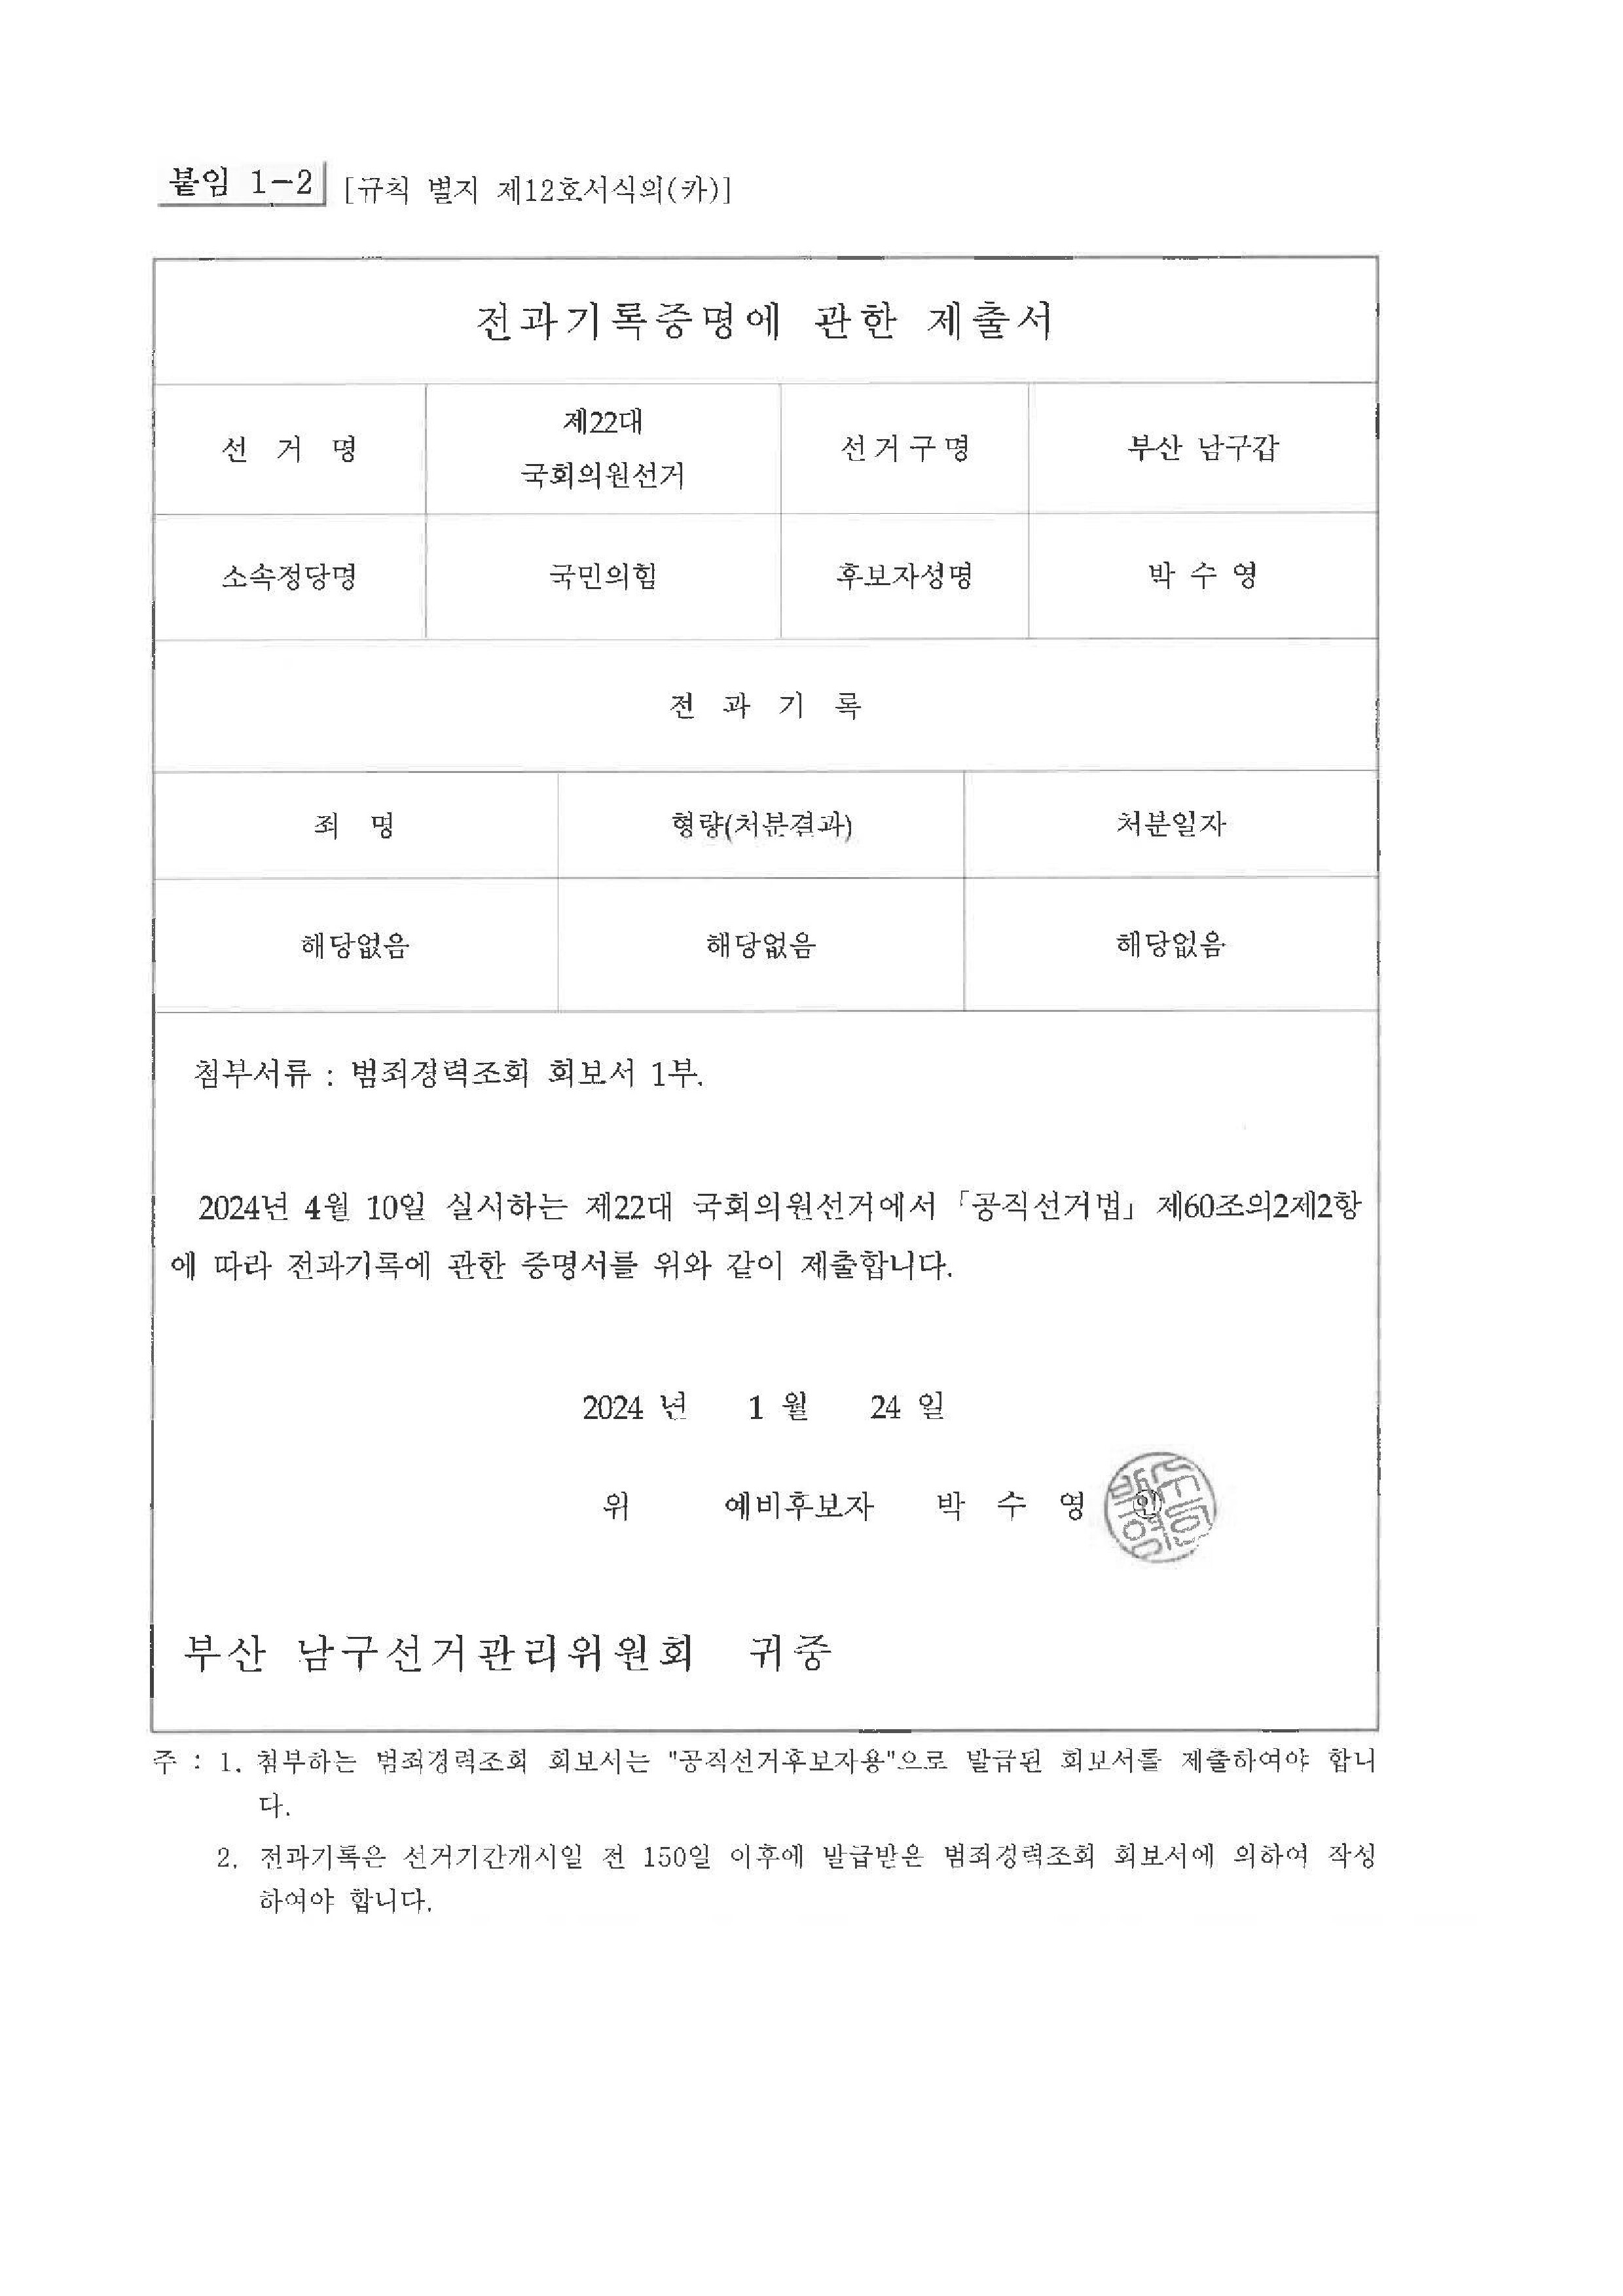 붙임 1-2 [규칙 별지 제12호서식의(카)]
전과기록증명에 관한 제출서
선 거 명 제22대 국회의원선거 선거구명 부산 남구갑
소속정당명 국민의힘 후보자성명 박 수 영
전 과 기 록
죄 명 형량(처분결과) 처분일자
해당없음 해당없음 해당없음
첨부서류 : 범죄경력조회 회보서 1부.
2024년 4월 10일 실시하는 제22대 국회의원선거에서 「공직선거법」 제60조의2제2항
에 따라 전과기록에 관한 증명서를 위와 같이 제출합니다.
2024 년 1 월 24 일
위 예비후보자 박 수 영 ㊞
부산 남구선거관리위원회 귀중
주 : 1. 첨부하는 범죄경력조회 회보서는 "공직선거후보자용"으로 발급된 회보서를 제출하여야 합니
다.
2. 전과기록은 선거기간개시일 전 150일 이후에 발급받은 범죄경력조회 회보서에 의하여 작성
하여야 합니다.